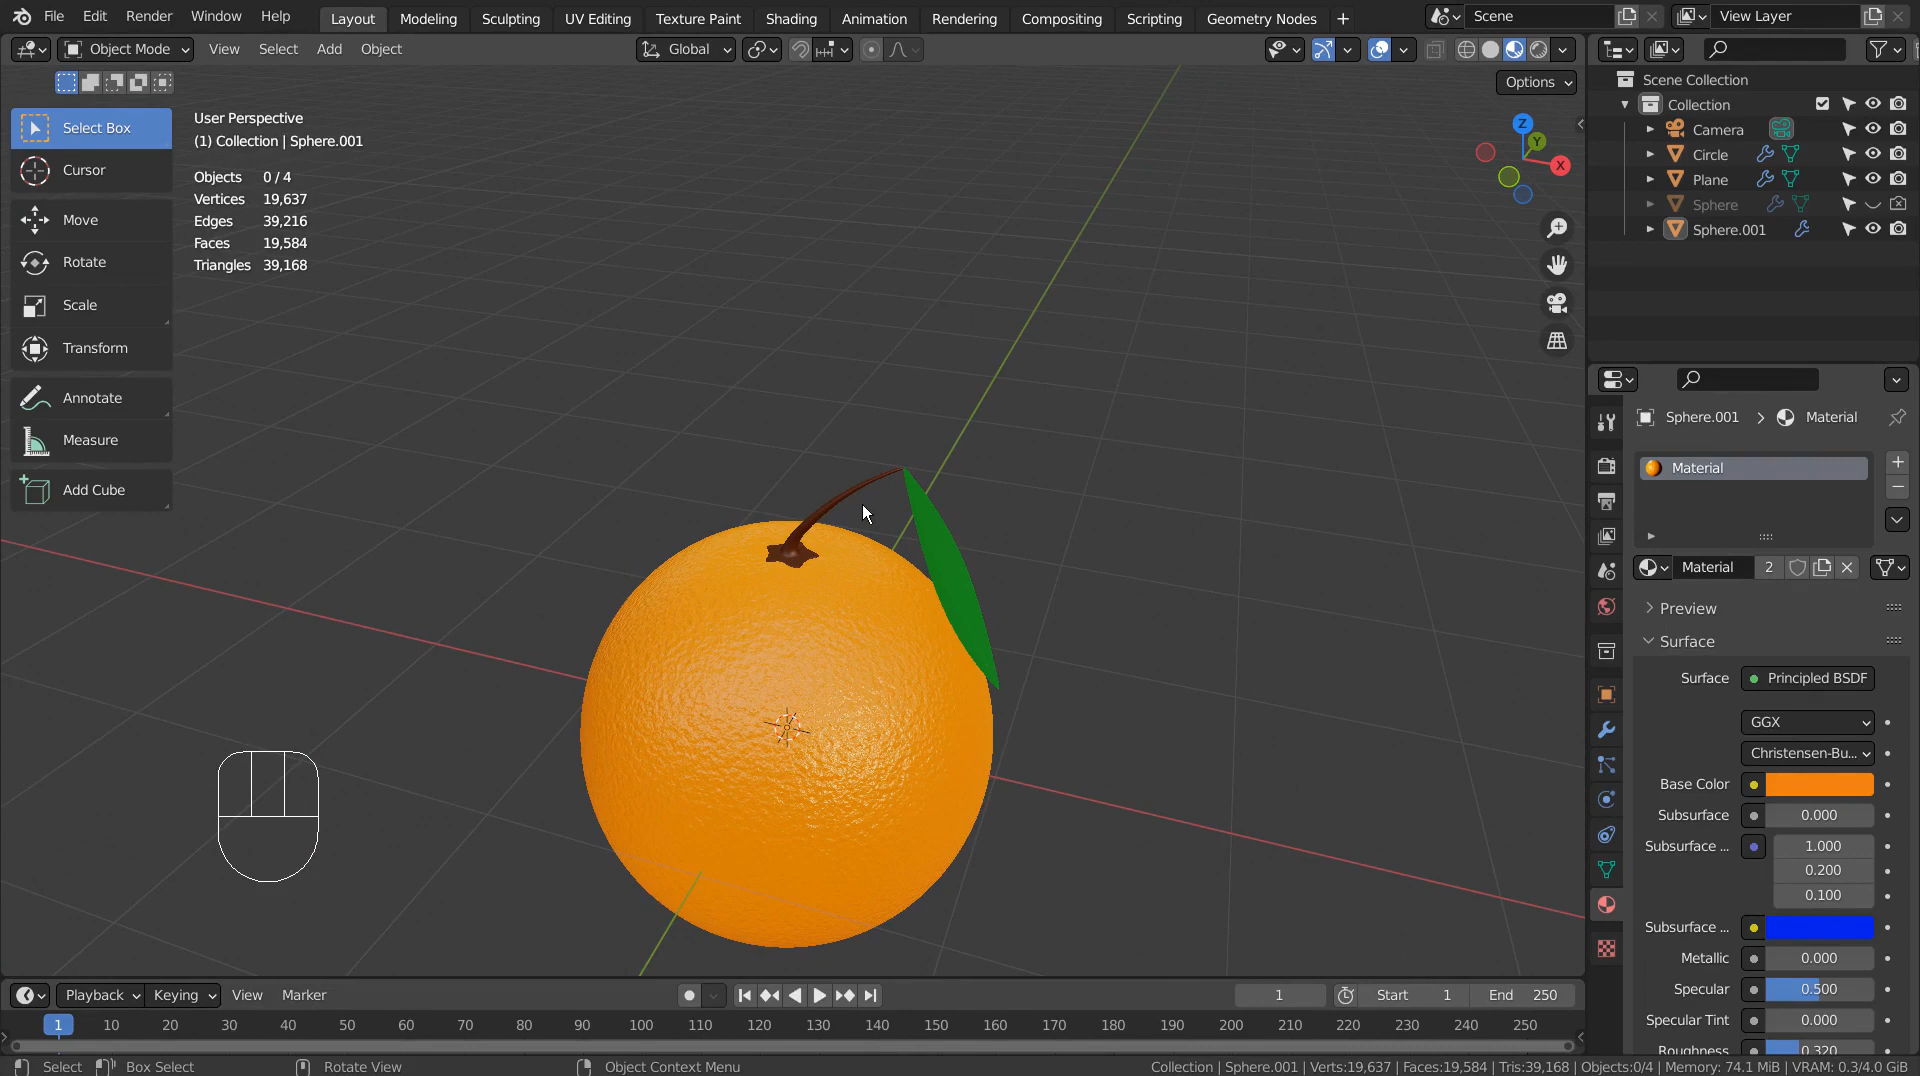 File Edit Render Window Help Layout Modeling Sculpting UV Editing Texture Paint Shading Animation Rendering Compositing Scripting Geometry Nodes + Scene View Layer
Object Mode View Select Add Object Global
Options
Select Box
Cursor
Move
Rotate
Scale
Transform
Annotate
Measure
Add Cube
User Perspective
(1) Collection | Sphere.001
Objects 0 / 4
Vertices 19,637
Edges 39,216
Faces 19,584
Triangles 39,168
Z
Y
X
Scene Collection
Collection
Camera
Circle
Plane
Sphere
Sphere.001
Sphere.001 > Material
Material
Material 2
Preview
Surface
Surface Principled BSDF
GGX
Christensen-Bu...
Base Color
Subsurface 0.000
Subsurface ... 1.000
0.200
0.100
Subsurface ...
Metallic 0.000
Specular 0.500
Specular Tint 0.000
Roughness 0.320
Playback Keying View Marker 1 Start 1 End 250
1 10 20 30 40 50 60 70 80 90 100 110 120 130 140 150 160 170 180 190 200 210 220 230 240 250
Select Box Select Rotate View Object Context Menu Collection | Sphere.001 | Verts:19,637 | Faces:19,584 | Tris:39,168 | Objects:0/4 | Memory: 74.1 MiB | VRAM: 0.3/4.0 GiB